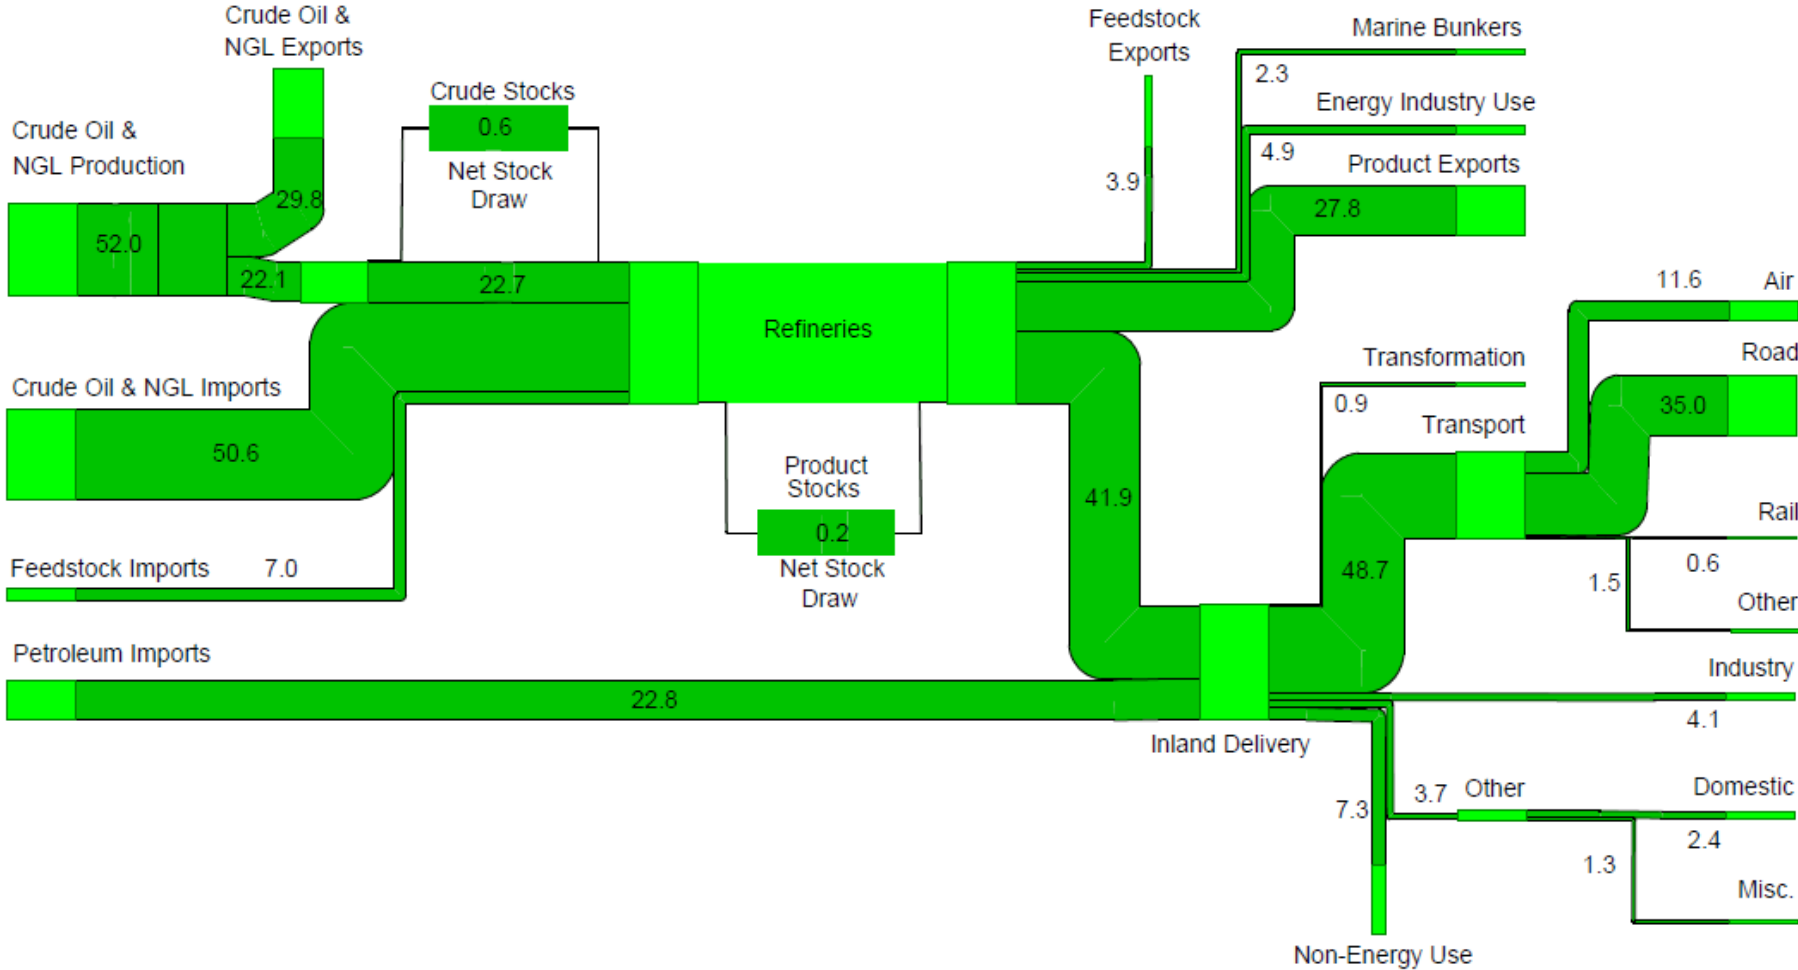 Crude Oil &
NGL Exports
Feedstock
Exports
Marine Bunkers
2.3
Crude Stocks
0.6
Net Stock
Draw
Energy Industry Use
4.9
Crude Oil &
NGL Production
52.0
29.8
3.9
Product Exports
27.8
22.1
22.7
11.6
Air
Refineries
Transformation
0.9
Road
35.0
Crude Oil & NGL Imports
50.6
Transport
Product
Stocks
0.2
Net Stock
Draw
41.9
Rail
0.6
Feedstock Imports
7.0
48.7
1.5
Other
Petroleum Imports
22.8
Industry
4.1
Inland Delivery
7.3
3.7
Other
Domestic
2.4
1.3
Misc.
Non-Energy Use